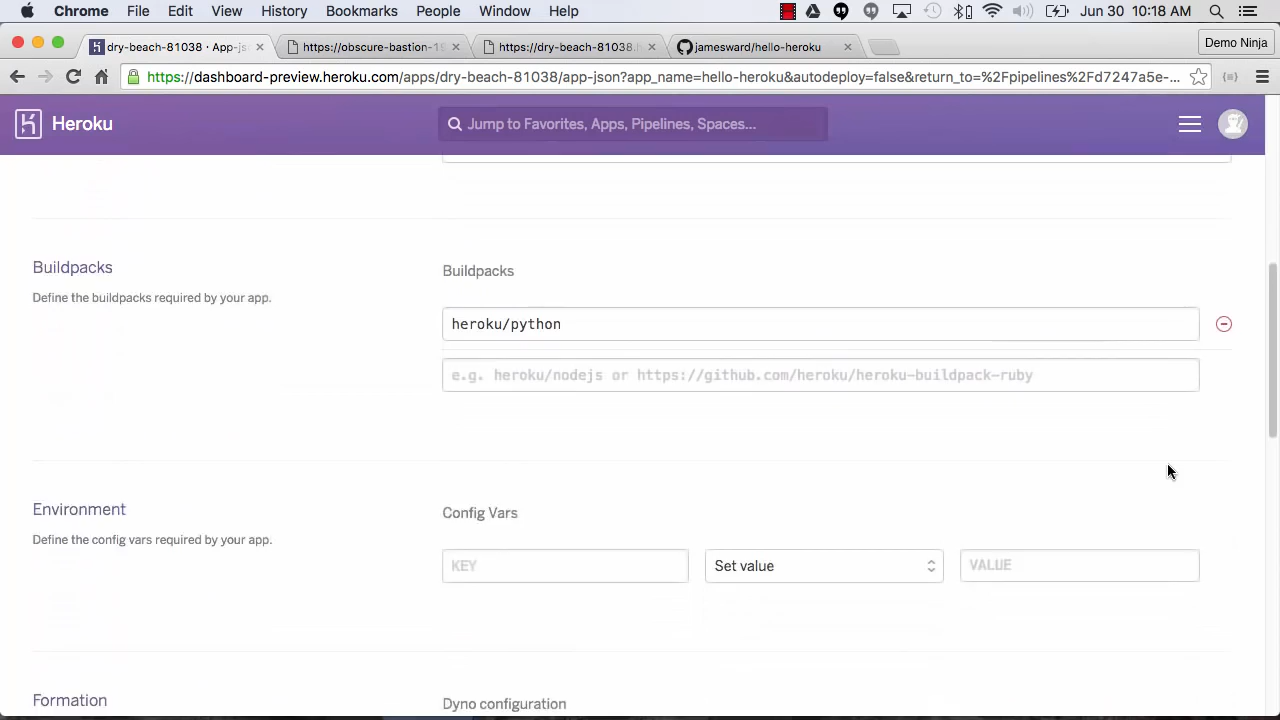 Chrome File Edit View History Bookmarks People Window Help Jun 30 10:18 AM
dry-beach-81038 · App-js https://obscure-bastion-15 https://dry-beach-81038.h jamesward/hello-heroku Demo Ninja
https://dashboard-preview.heroku.com/apps/dry-beach-81038/app-json?app_name=hello-heroku&autodeploy=false&return_to=%2Fpipelines%2Fd7247a5e-...
Heroku Jump to Favorites, Apps, Pipelines, Spaces...
Buildpacks
Define the buildpacks required by your app.
Buildpacks
heroku/python
e.g. heroku/nodejs or https://github.com/heroku/heroku-buildpack-ruby
Environment
Define the config vars required by your app.
Config Vars
KEY Set value VALUE
Formation
Dyno configuration